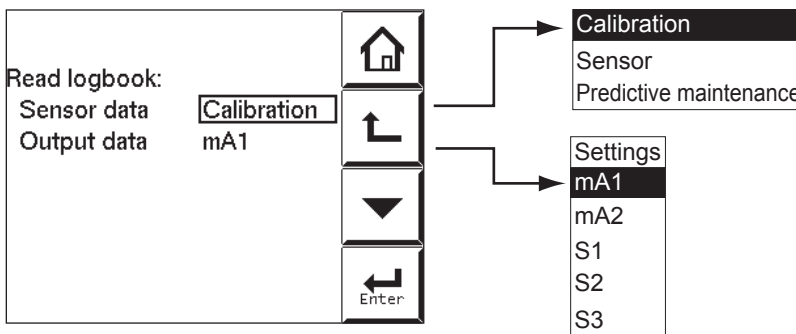 Read logbook:
Sensor data Calibration
Output data mA1
Enter
Calibration
Sensor
Predictive maintenance
Settings
mA1
mA2
S1
S2
S3